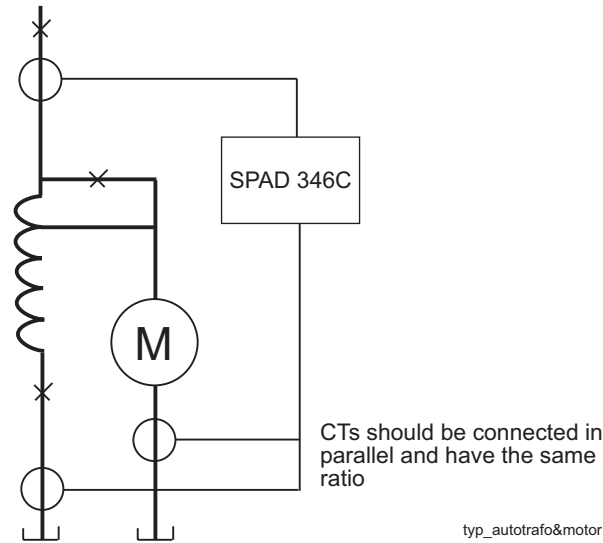 SPAD 346C
M
CTs should be connected in
parallel and have the same
ratio
typ_autotrafo&motor